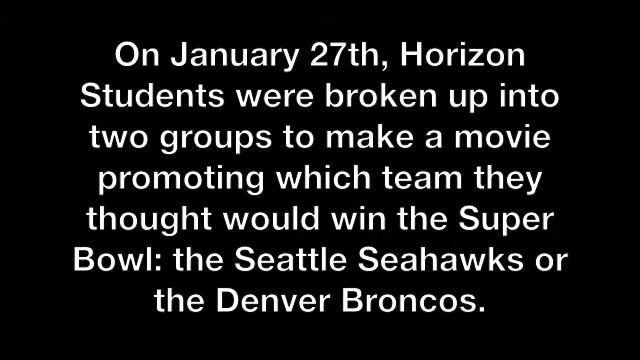 On January 27th, Horizon
Students were broken up into
two groups to make a movie
promoting which team they
thought would win the Super
Bowl: the Seattle Seahawks or
the Denver Broncos.